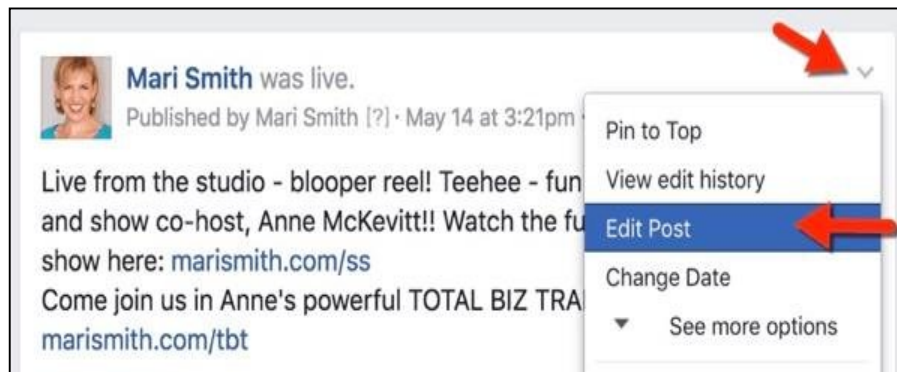 Mari Smith was live.
Published by Mari Smith [?] · May 14 at 3:21pm ·
Live from the studio - blooper reel! Teehee - fun
and show co-host, Anne McKevitt!! Watch the fu
show here: marismith.com/ss
Come join us in Anne's powerful TOTAL BIZ TRA
marismith.com/tbt
Pin to Top
View edit history
Edit Post
Change Date
See more options